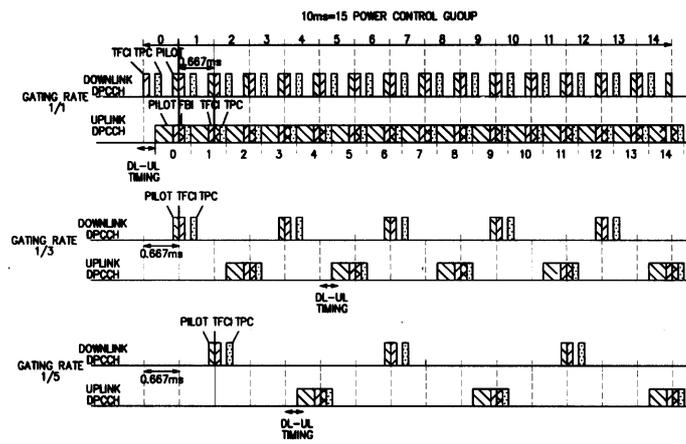 10ms=15 POWER CONTROL GUOUP
0 1 2 3 4 5 6 7 8 9 10 11 12 13 14
TFCI TPC PILOT
0.667ms
DOWNLINK DPCCH
GATING RATE 1/1
PILOT FBI TFCI TPC
UPLINK DPCCH
0 1 2 3 4 5 6 7 8 9 10 11 12 13 14
DL-UL TIMING
PILOT TFCI TPC
DOWNLINK DPCCH
GATING RATE 1/3
0.667ms
UPLINK DPCCH
DL-UL TIMING
PILOT TFCI TPC
DOWNLINK DPCCH
GATING RATE 1/5
0.667ms
UPLINK DPCCH
DL-UL TIMING